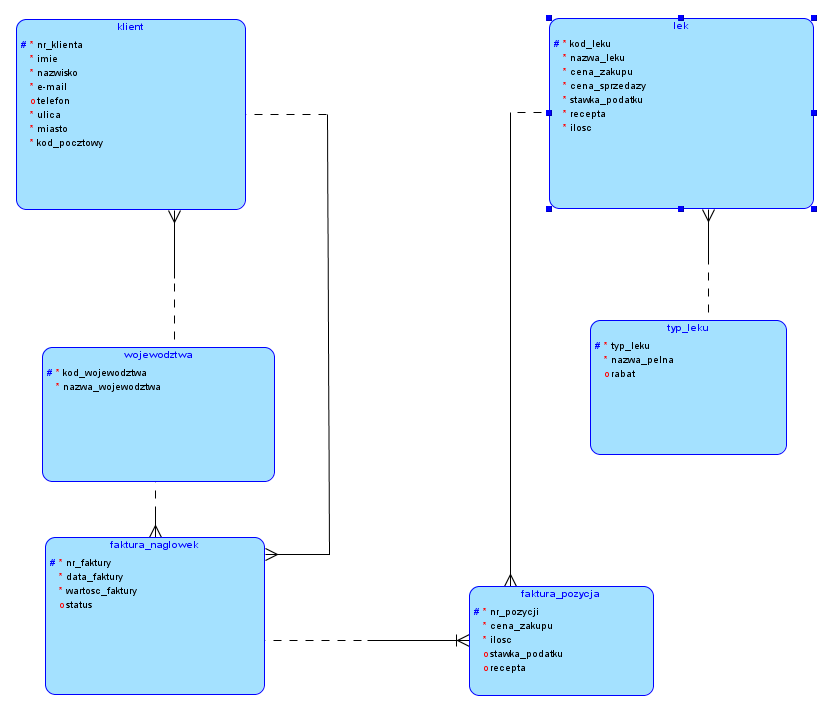 klient
# * nr_klienta
* imie
* nazwisko
* e-mail
o telefon
* ulica
* miasto
* kod_pocztowy
lek
# * kod_leku
* nazwa_leku
* cena_zakupu
* cena_sprzedazy
* stawka_podatku
* recepta
* ilosc
wojewodztwa
# * kod_wojewodztwa
* nazwa_wojewodztwa
typ_leku
# * typ_leku
* nazwa_pelna
o rabat
faktura_naglowek
# * nr_faktury
* data_faktury
* wartosc_faktury
o status
faktura_pozycja
# * nr_pozycji
* cena_zakupu
* ilosc
o stawka_podatku
o recepta